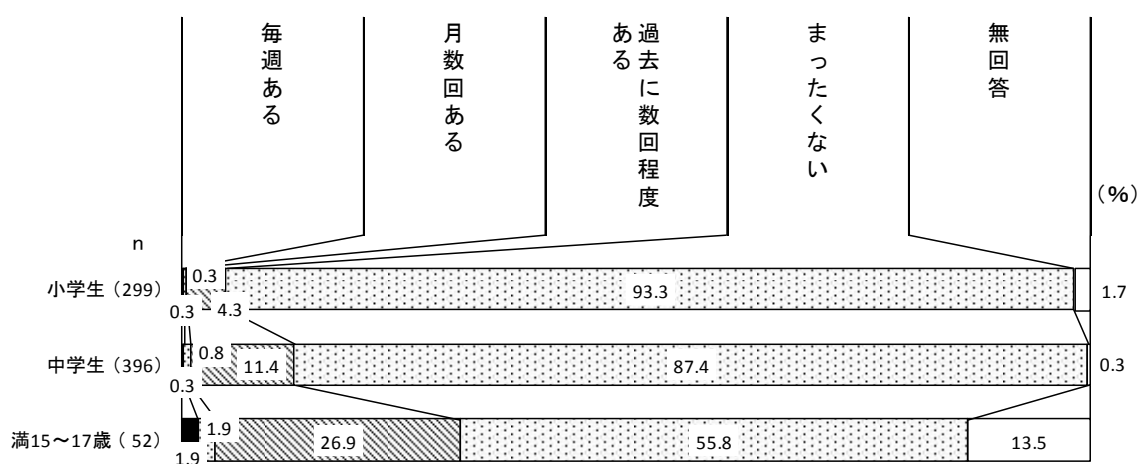 毎週ある
月数回ある
過去に数回程度
ある
まったくない
無回答
(%)
n
小学生(299)
0.3
0.3
4.3
93.3
1.7
中学生(396)
0.3
0.8
11.4
87.4
0.3
満15~17歳( 52)
1.9
1.9
26.9
55.8
13.5